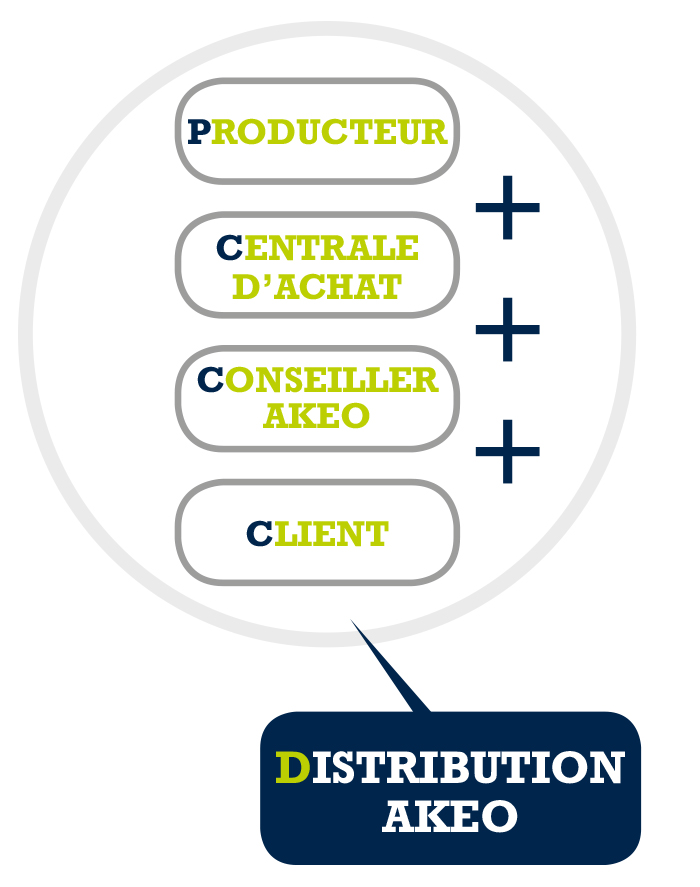 PRODUCTEUR
+
CENTRALE
D'ACHAT
+
CONSEILLER
AKEO
+
CLIENT
DISTRIBUTION
AKEO